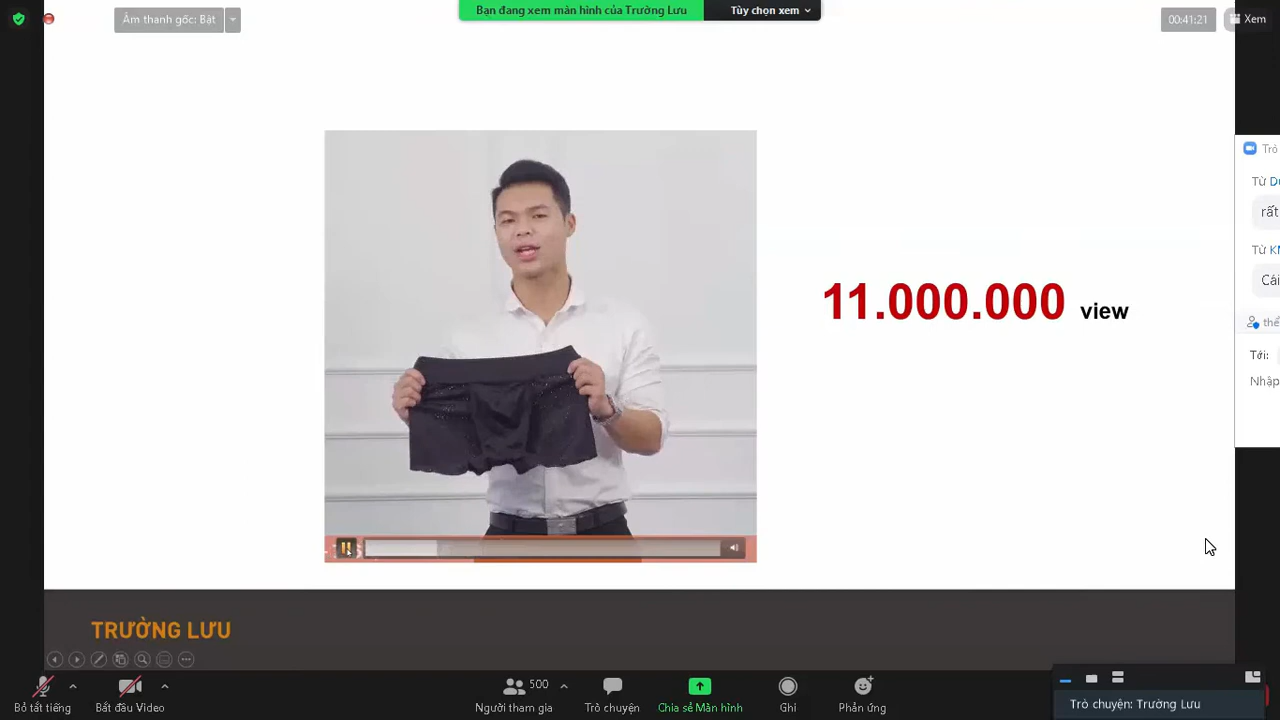 Âm thanh gốc: Bật
Bạn đang xem màn hình của Trường Lưu
Tùy chọn xem
00:41:21
Xem
Trò
Từ
rất
Từ
Cái
thể
Tới:
Nhập
11.000.000 view
TRƯỜNG LƯU
Bỏ tắt tiếng
Bắt đầu Video
500
Người tham gia
Trò chuyện
Chia sẻ Màn hình
Ghi
Phản ứng
Trò chuyện: Trường Lưu